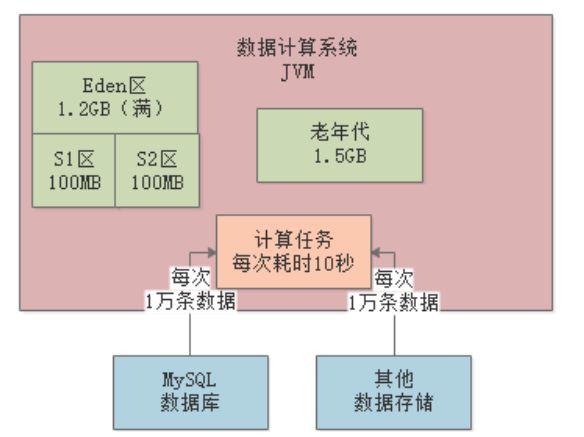 数据计算系统
JVM
Eden区
1.2GB（满）
S1区
100MB
S2区
100MB
老年代
1.5GB
计算任务
每次耗时10秒
每次
1万条数据
每次
1万条数据
MySQL
数据库
其他
数据存储